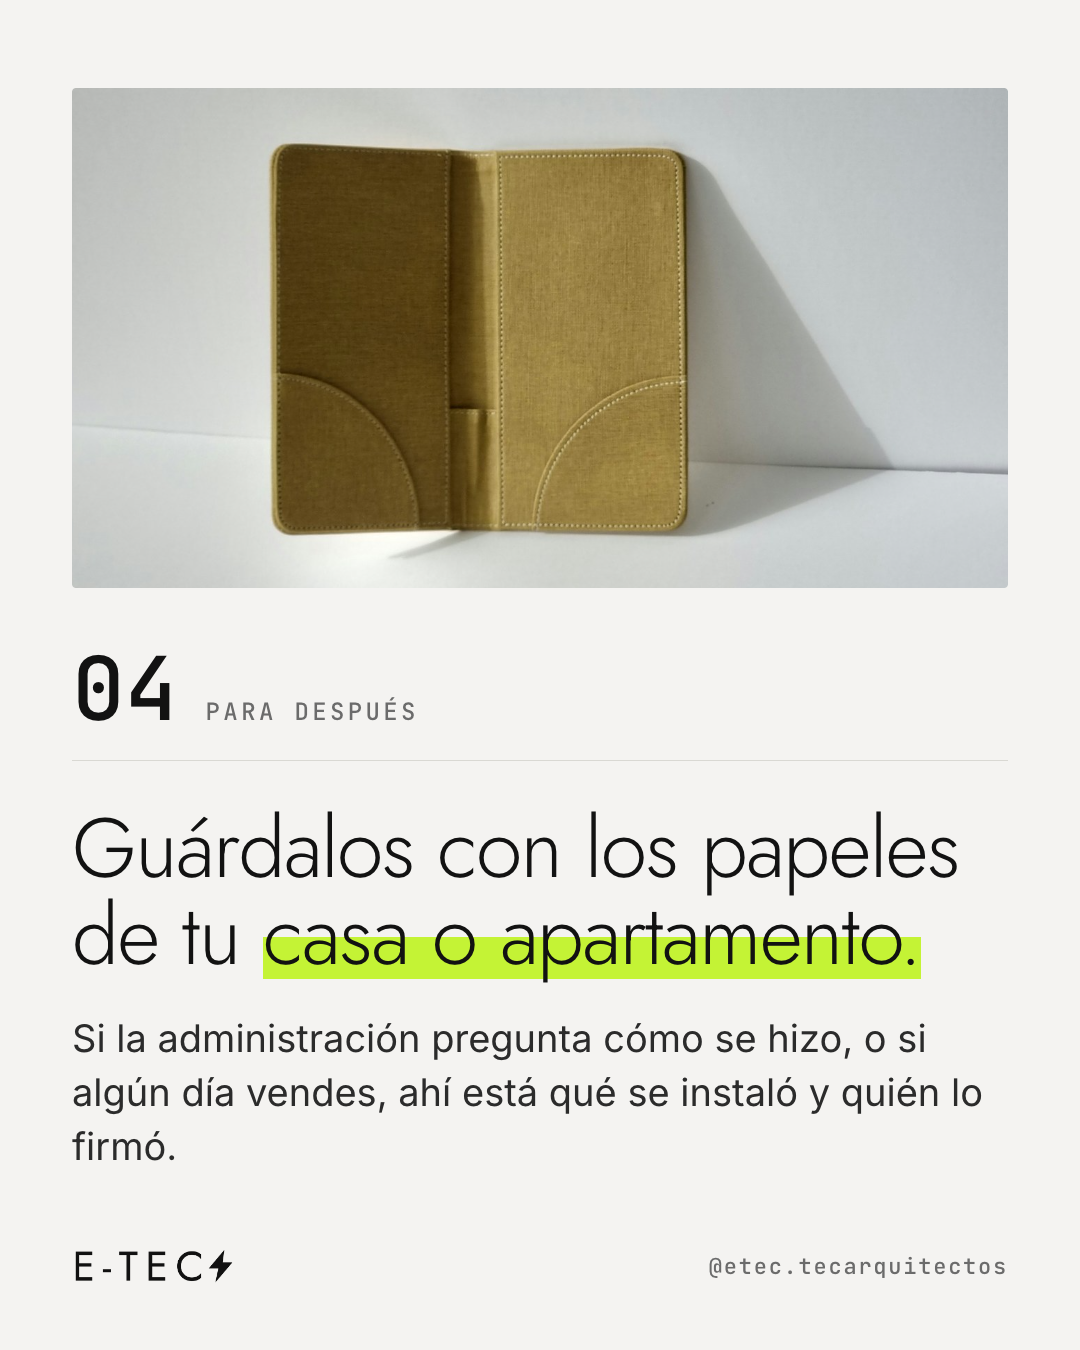 04 PARA DESPUÉS
Guárdalos con los papeles
de tu casa o apartamento.
Si la administración pregunta cómo se hizo, o si
algún día vendes, ahí está qué se instaló y quién lo
firmó.
E-TEC
@etec.tecarquitectos